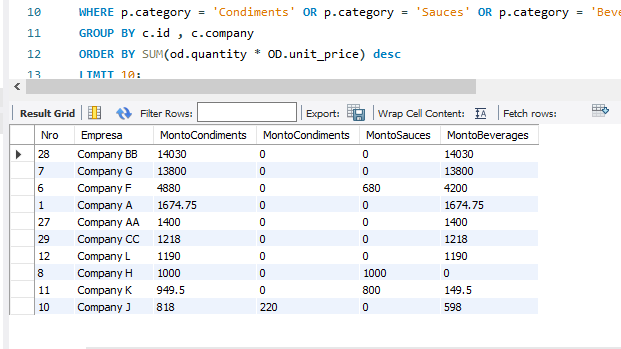 10 WHERE p.category = 'Condiments' OR p.category = 'Sauces' OR p.category = 'Beve
11 GROUP BY c.id , c.company
12 ORDER BY SUM(od.quantity * OD.unit_price) desc
13 LIMIT 10;
Result Grid Filter Rows: Export: Wrap Cell Content: IA Fetch rows:
Nro Empresa MontoCondiments MontoCondiments MontoSauces MontoBeverages
28 Company BB 14030 0 0 14030
7 Company G 13800 0 0 13800
6 Company F 4880 0 680 4200
1 Company A 1674.75 0 0 1674.75
27 Company AA 1400 0 0 1400
29 Company CC 1218 0 0 1218
12 Company L 1190 0 0 1190
8 Company H 1000 0 1000 0
11 Company K 949.5 0 800 149.5
10 Company J 818 220 0 598